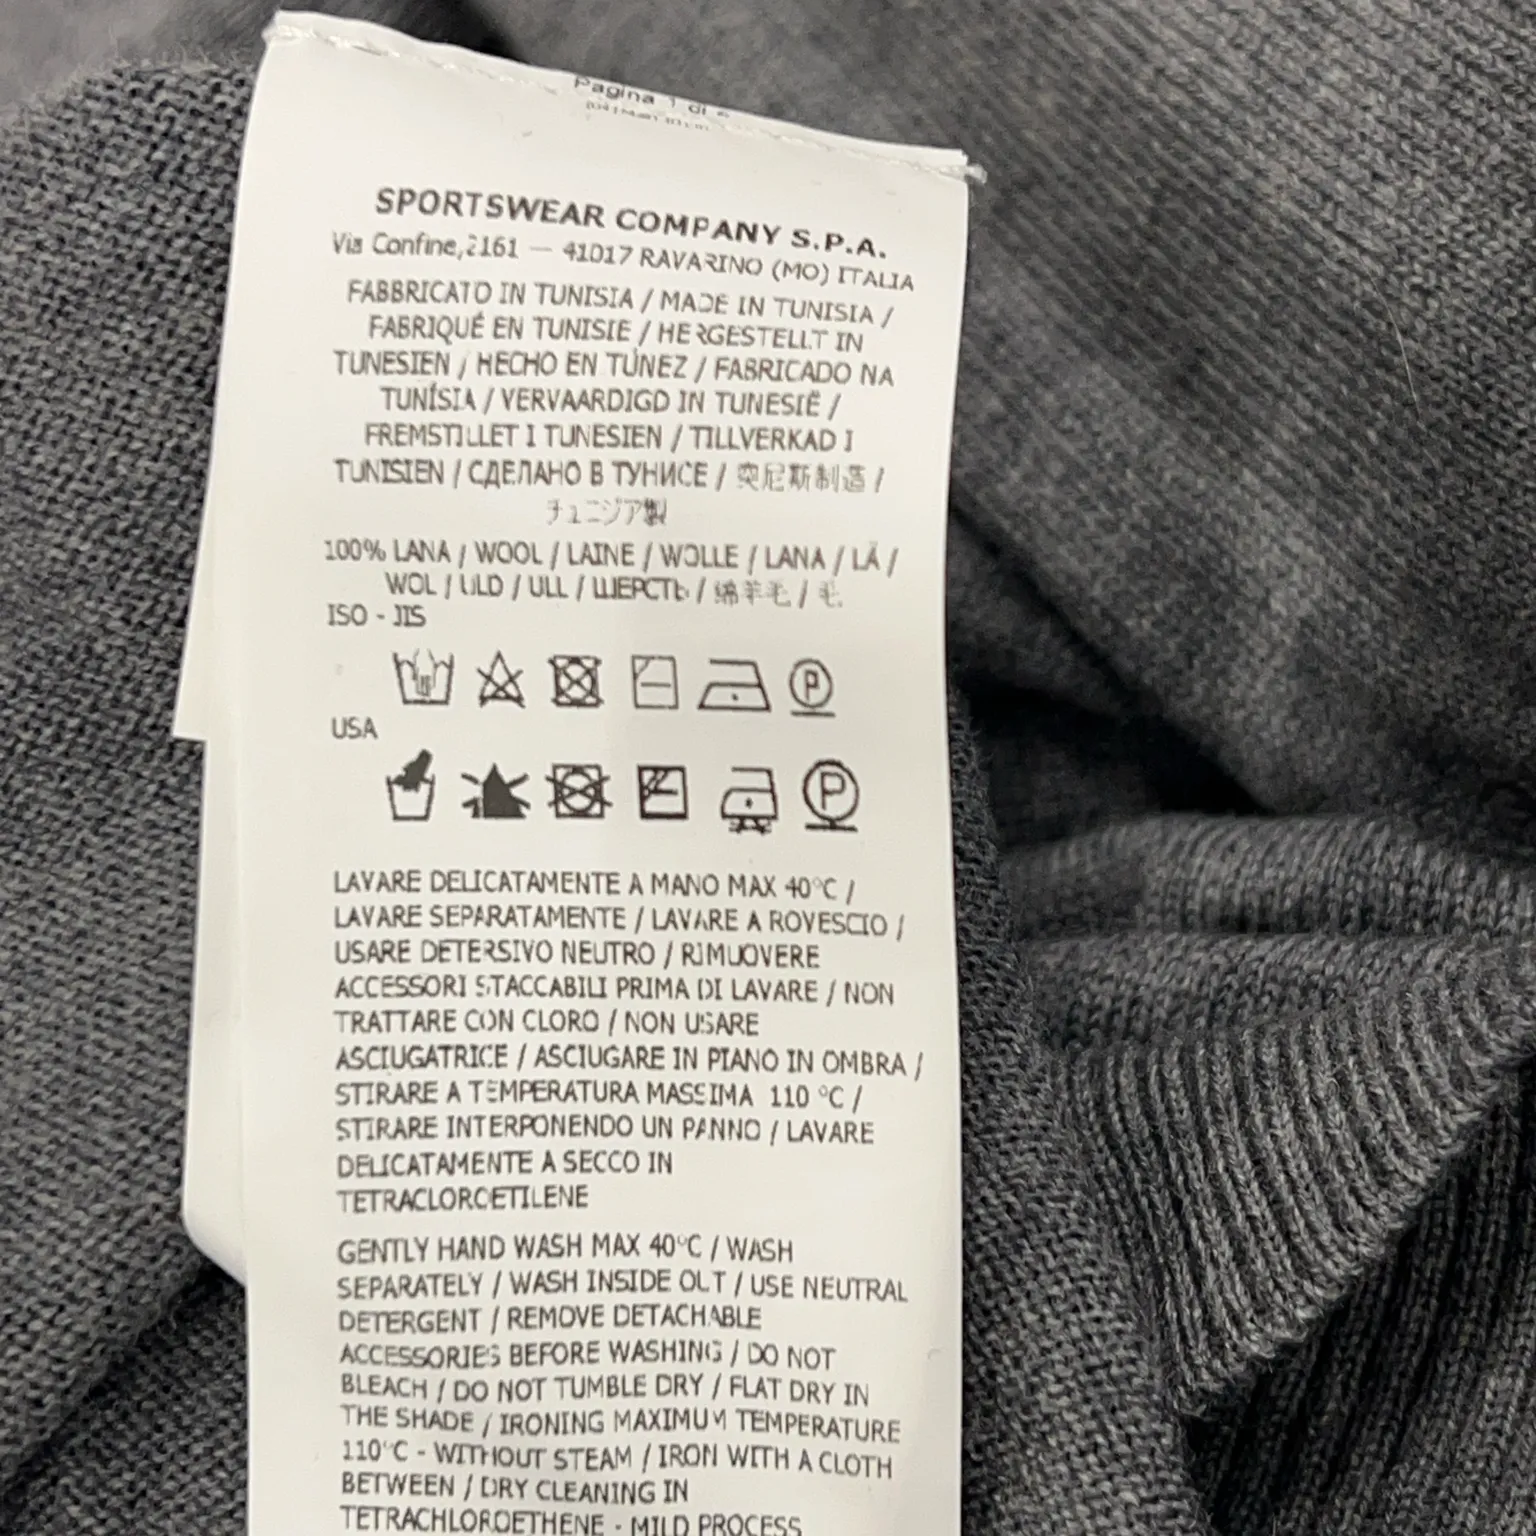 Pagina 1 di
SPORTSWEAR COMPANY S.P.A.
Via Confine,2161 — 41017 RAVARINO (MO) ITALIA
FABBRICATO IN TUNISIA / MADE IN TUNISIA /
FABRIQUÉ EN TUNISIE / HERGESTELLT IN
TUNESIEN / HECHO EN TÚNEZ / FABRICADO NA
TUNÍSIA / VERVAARDIGD IN TUNESIË /
FREMSTILLET I TUNESIEN / TILLVERKAD I
TUNISIEN / СДЕЛАНО В ТУНИСЕ / 突尼斯制造 /
チュニジア製
100% LANA / WOOL / LAINE / WOLLE / LANA / LÃ /
WOL / ULD / ULL / ШЕРСТЬ / 绵羊毛 / 毛
ISO - JIS
P
USA
P
LAVARE DELICATAMENTE A MANO MAX 40°C /
LAVARE SEPARATAMENTE / LAVARE A ROVESCIO /
USARE DETERSIVO NEUTRO / RIMUOVERE
ACCESSORI STACCABILI PRIMA DI LAVARE / NON
TRATTARE CON CLORO / NON USARE
ASCIUGATRICE / ASCIUGARE IN PIANO IN OMBRA /
STIRARE A TEMPERATURA MASSIMA 110 °C /
STIRARE INTERPONENDO UN PANNO / LAVARE
DELICATAMENTE A SECCO IN
TETRACLOROETILENE
GENTLY HAND WASH MAX 40°C / WASH
SEPARATELY / WASH INSIDE OUT / USE NEUTRAL
DETERGENT / REMOVE DETACHABLE
ACCESSORIES BEFORE WASHING / DO NOT
BLEACH / DO NOT TUMBLE DRY / FLAT DRY IN
THE SHADE / IRONING MAXIMUM TEMPERATURE
110°C - WITHOUT STEAM / IRON WITH A CLOTH
BETWEEN / DRY CLEANING IN
TETRACHLOROETHENE - MILD PROCESS